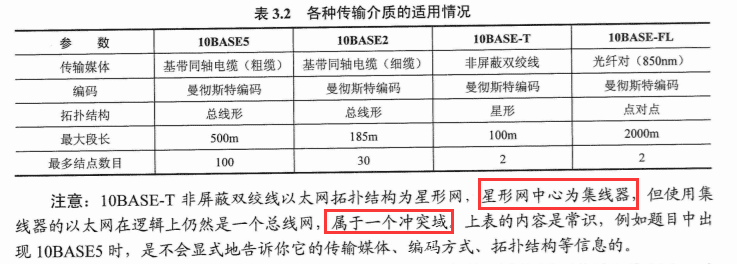 表 3.2 各种传输介质的适用情况
参 数 10BASE5 10BASE2 10BASE-T 10BASE-FL
传输媒体 基带同轴电缆（粗缆） 基带同轴电缆（细缆） 非屏蔽双绞线 光纤对（850nm）
编码 曼彻斯特编码 曼彻斯特编码 曼彻斯特编码 曼彻斯特编码
拓扑结构 总线形 总线形 星形 点对点
最大段长 500m 185m 100m 2000m
最多结点数目 100 30 2 2
注意：10BASE-T 非屏蔽双绞线以太网拓扑结构为星形网，星形网中心为集线器，但使用集
线器的以太网在逻辑上仍然是一个总线网，属于一个冲突域。上表的内容是常识，例如题目中出
现 10BASE5 时，是不会显式地告诉你它的传输媒体、编码方式、拓扑结构等信息的。